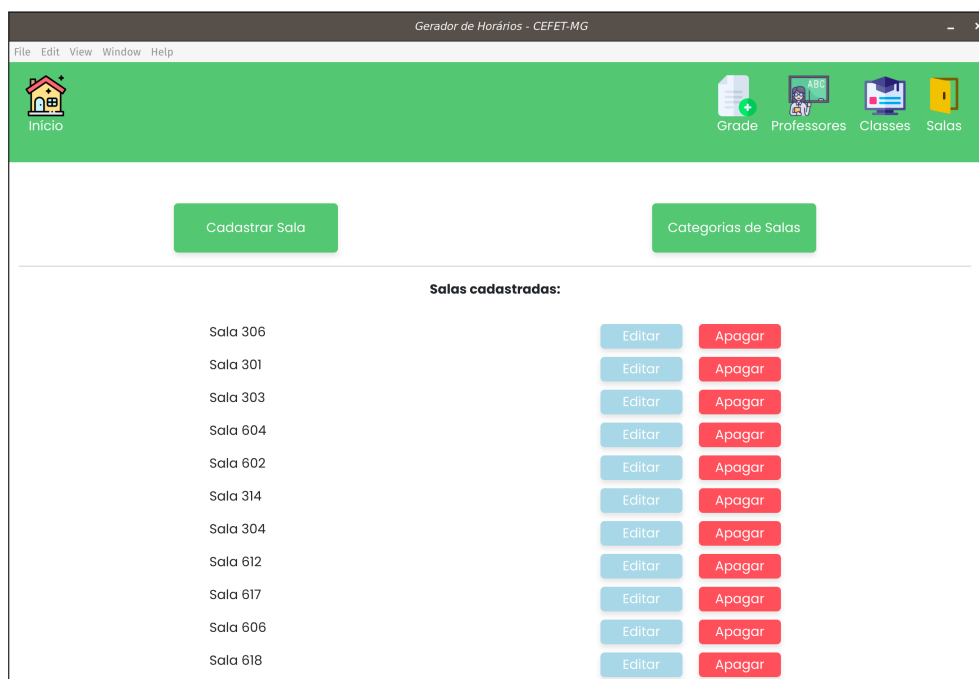 Gerador de Horários - CEFET-MG
File Edit View Window Help
ABC
Início
Grade Professores Classes Salas
Cadastrar Sala
Categorias de Salas
Salas cadastradas:
Sala 306 Editar Apagar
Sala 301 Editar Apagar
Sala 303 Editar Apagar
Sala 604 Editar Apagar
Sala 602 Editar Apagar
Sala 314 Editar Apagar
Sala 304 Editar Apagar
Sala 612 Editar Apagar
Sala 617 Editar Apagar
Sala 606 Editar Apagar
Sala 618 Editar Apagar